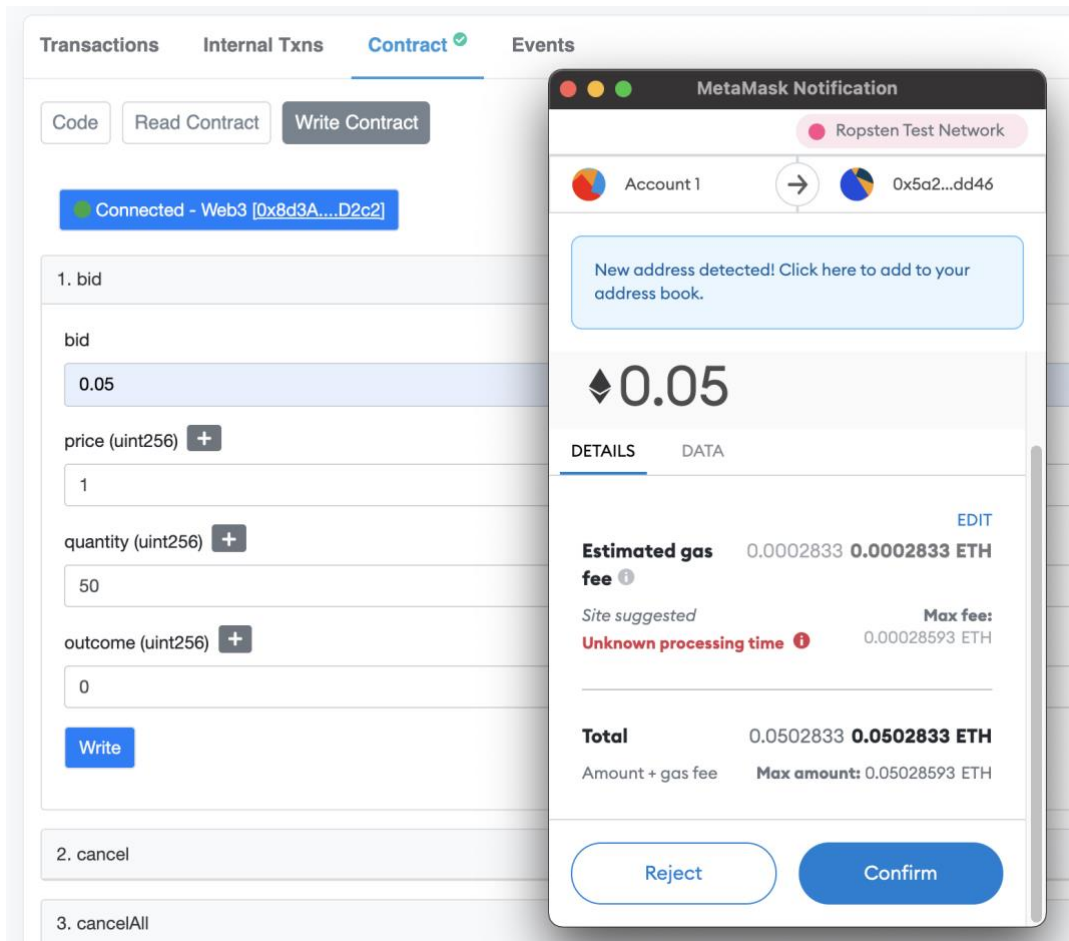 Transactions Internal Txns Contract Events
Code Read Contract Write Contract
Connected - Web3 [0x8d3A....D2c2]
1. bid
bid
0.05
price (uint256) +
1
quantity (uint256) +
50
outcome (uint256) +
0
Write
2. cancel
3. cancelAll
MetaMask Notification
Ropsten Test Network
Account 1 0x5a2...dd46
New address detected! Click here to add to your
address book.
0.05
DETAILS DATA
EDIT
Estimated gas 0.0002833 0.0002833 ETH
fee
Site suggested Max fee:
Unknown processing time 0.00028593 ETH
Total 0.0502833 0.0502833 ETH
Amount + gas fee Max amount: 0.05028593 ETH
Reject Confirm